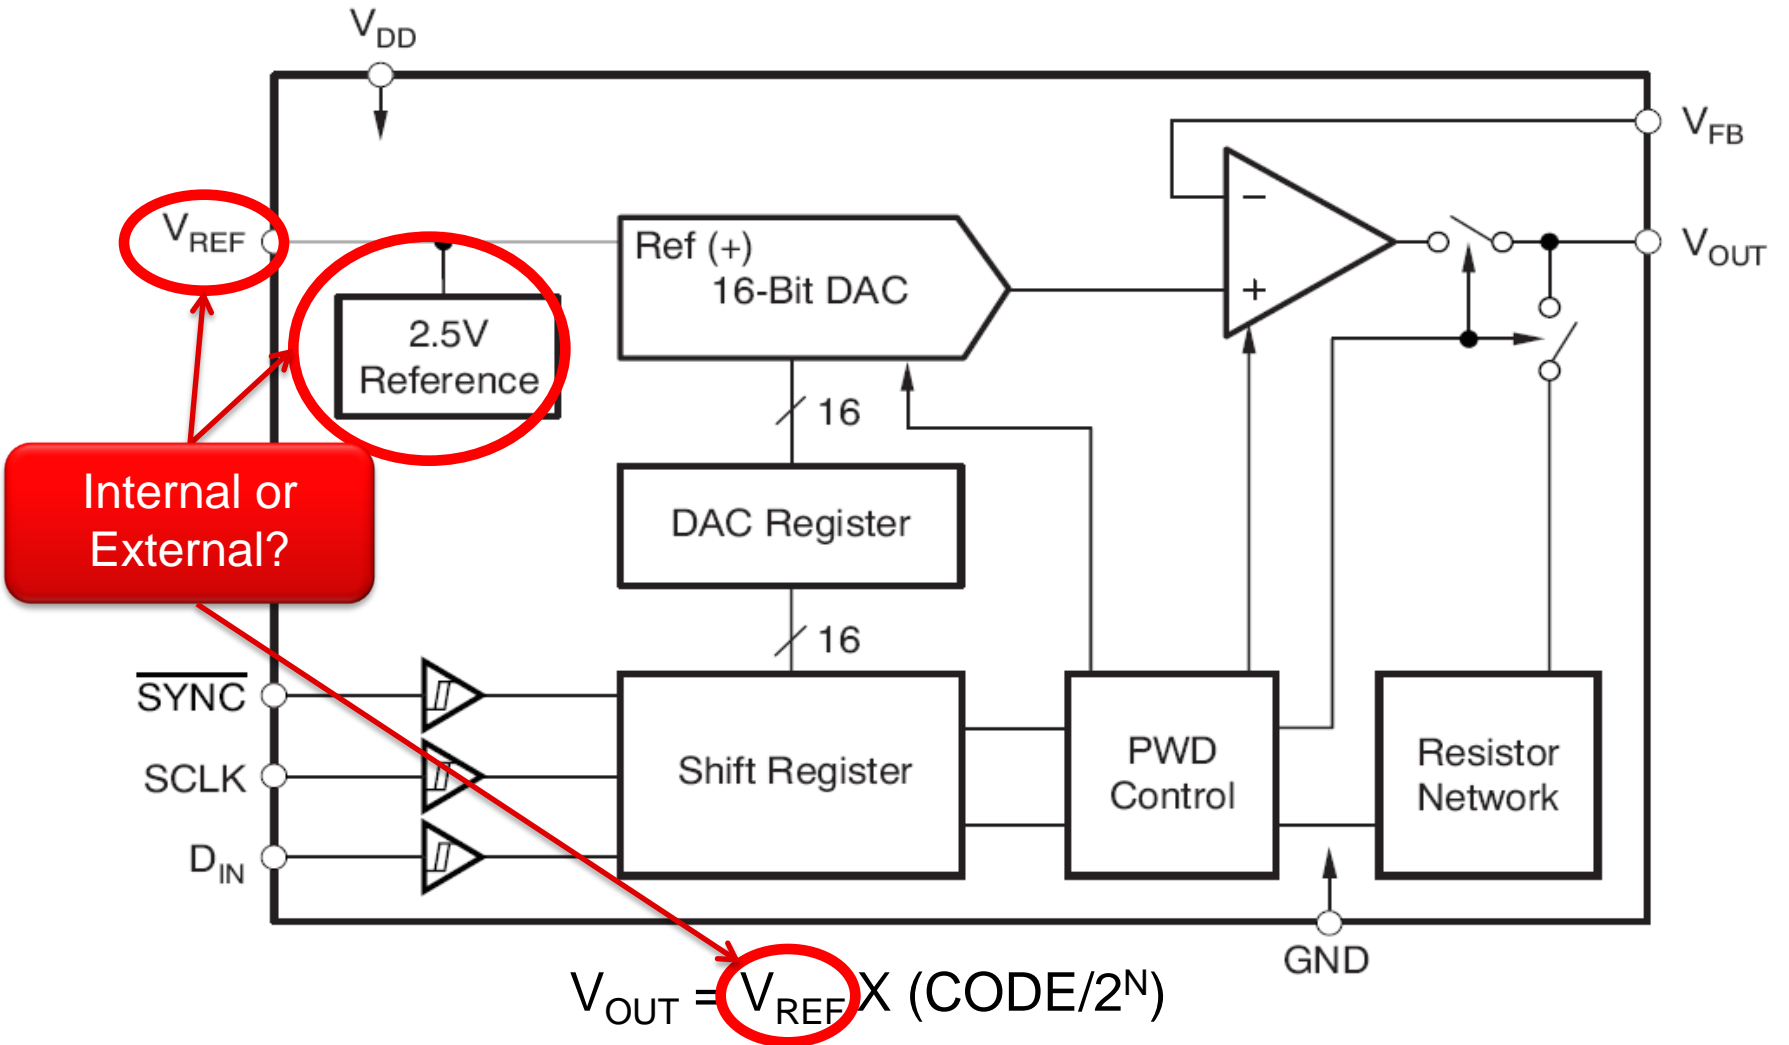 VDD
VFB
VREF
Ref (+)
16-Bit DAC
−
+
VOUT
2.5V
Reference
16
Internal or
External?
DAC Register
16
SYNC
SCLK
DIN
Shift Register
PWD
Control
Resistor
Network
GND
VOUT = VREF X (CODE/2^N)